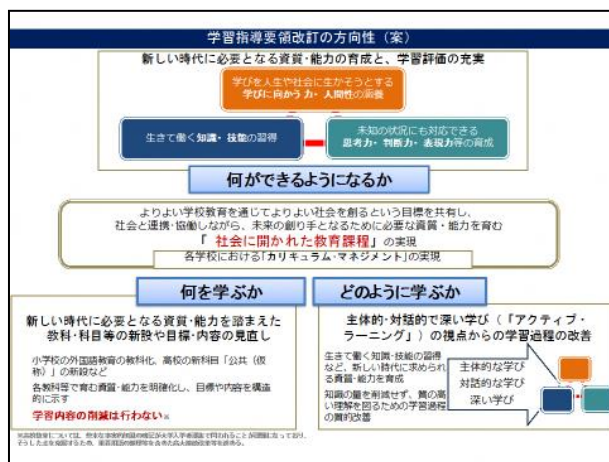 学習指導要領改訂の方向性（案）
新しい時代に必要となる資質・能力の育成と、学習評価の充実
学びを人生や社会に生かそうとする
学びに向かう力・人間性の涵養
生きて働く知識・技能の習得
未知の状況にも対応できる
思考力・判断力・表現力等の育成
何ができるようになるか
よりよい学校教育を通じてよりよい社会を創るという目標を共有し、
社会と連携・協働しながら、未来の創り手となるために必要な資質・能力を育む
「社会に開かれた教育課程」の実現
各学校における「カリキュラム・マネジメント」の実現
何を学ぶか
新しい時代に必要となる資質・能力を踏まえた
教科・科目等の新設や目標・内容の見直し
小学校の外国語教育の教科化、高校の新科目「公共（仮
称）」の新設など
各教科等で育む資質・能力を明確化し、目標や内容を構造
的に示す
学習内容の削減は行わない※
どのように学ぶか
主体的・対話的で深い学び（「アクティブ・
ラーニング」）の視点からの学習過程の改善
生きて働く知識・技能の習得
など、新しい時代に求められ
る資質・能力を育成
知識の量を削減せず、質の高
い理解を図るための学習過程
の質的改善
主体的な学び
対話的な学び
深い学び